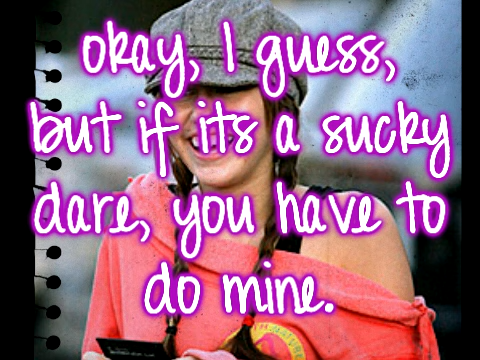 okay, I guess,
but if its a sucky
dare, you have to
do mine.